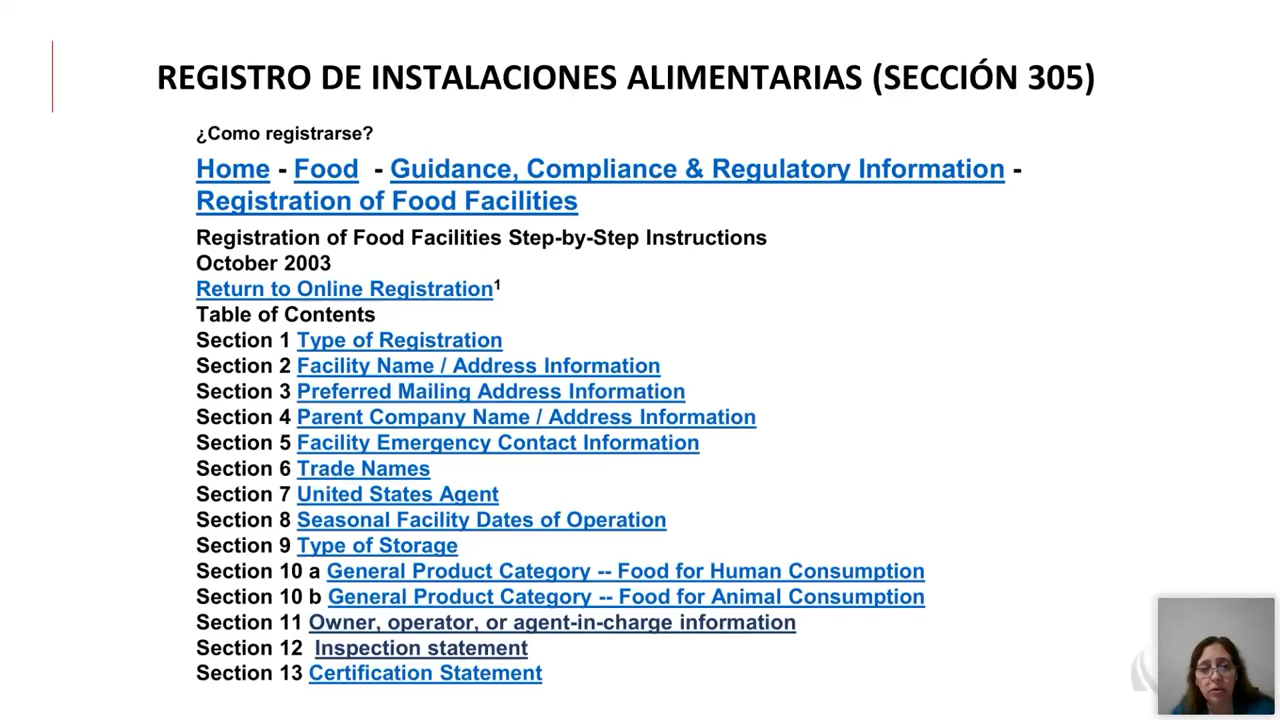 REGISTRO DE INSTALACIONES ALIMENTARIAS (SECCIÓN 305)
¿Como registrarse?
Home - Food - Guidance, Compliance & Regulatory Information -
Registration of Food Facilities
Registration of Food Facilities Step-by-Step Instructions
October 2003
Return to Online Registration1
Table of Contents
Section 1 Type of Registration
Section 2 Facility Name / Address Information
Section 3 Preferred Mailing Address Information
Section 4 Parent Company Name / Address Information
Section 5 Facility Emergency Contact Information
Section 6 Trade Names
Section 7 United States Agent
Section 8 Seasonal Facility Dates of Operation
Section 9 Type of Storage
Section 10 a General Product Category -- Food for Human Consumption
Section 10 b General Product Category -- Food for Animal Consumption
Section 11 Owner, operator, or agent-in-charge information
Section 12 Inspection statement
Section 13 Certification Statement